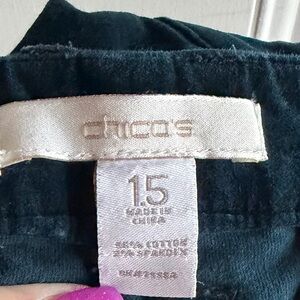 chico's
1.5
MADE IN
CHINA
98% COTTON
2% SPANDEX